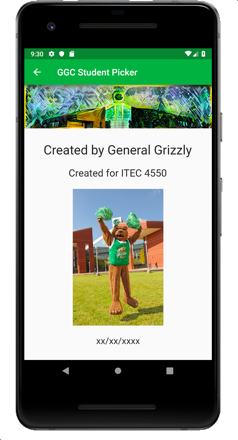 9:30
GGC Student Picker
Created by General Grizzly
Created for ITEC 4550
xx/xx/xxxx